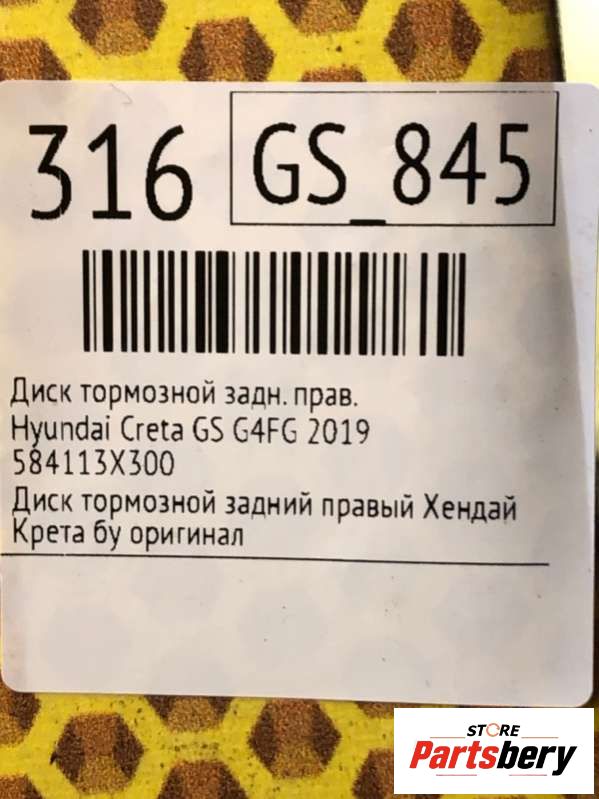 316 GS_845
Диск тормозной задн. прав.
Hyundai Creta GS G4FG 2019
584113X300
Диск тормозной задний правый Хендай
Крета бу оригинал
STORE
Partsbery